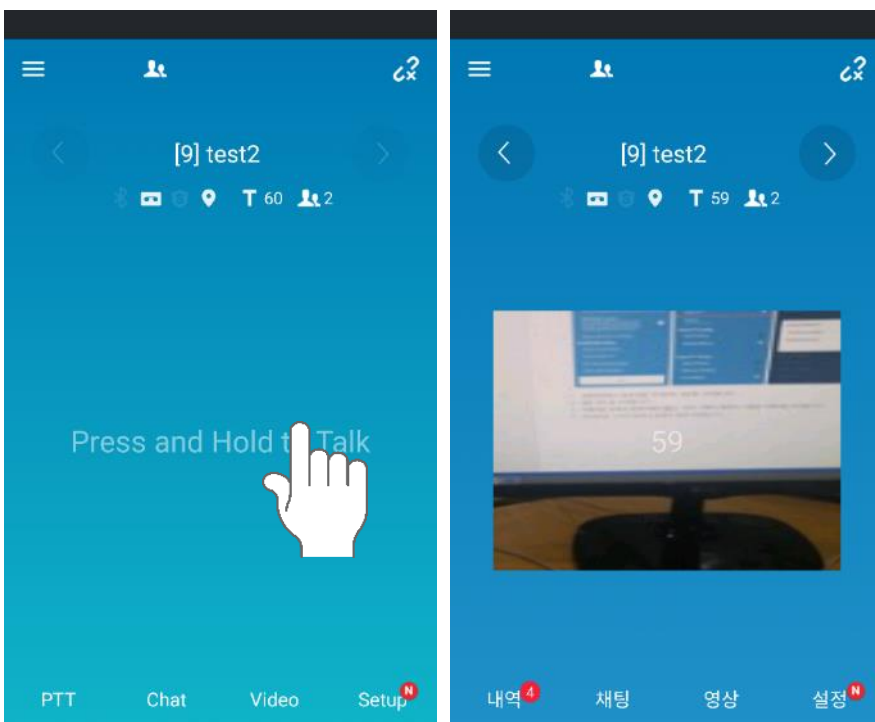 [9] test2
T 60 2
Press and Hold to Talk
PTT Chat Video Setup N
[9] test2
T 59 2
59
내역 4 채팅 영상 설정 N